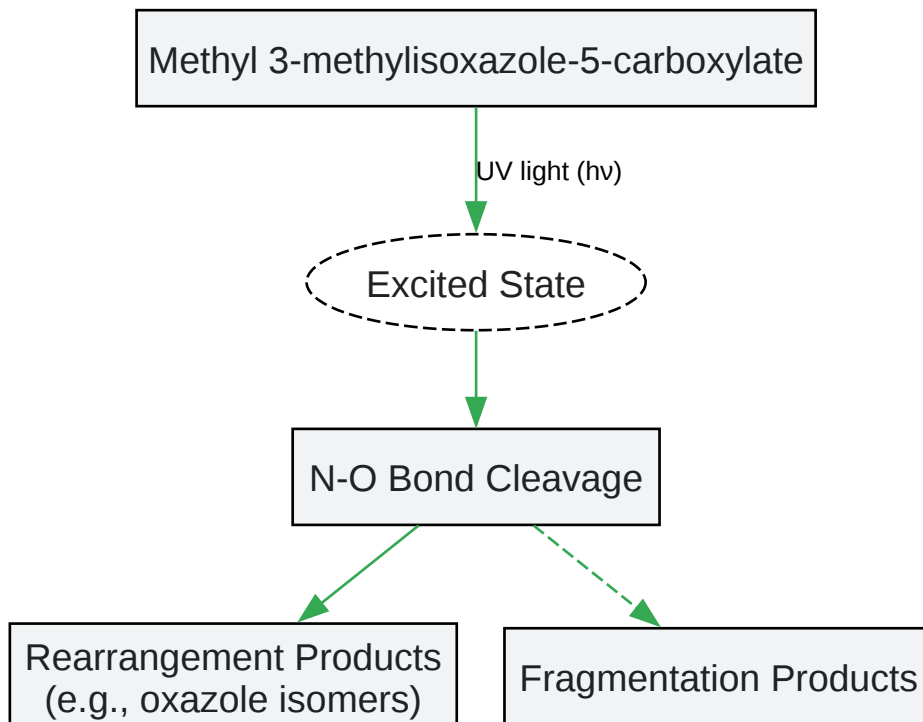 Methyl 3-methylisoxazole-5-carboxylate
UV light (hν)
Excited State
N-O Bond Cleavage
Rearrangement Products
(e.g., oxazole isomers)
Fragmentation Products